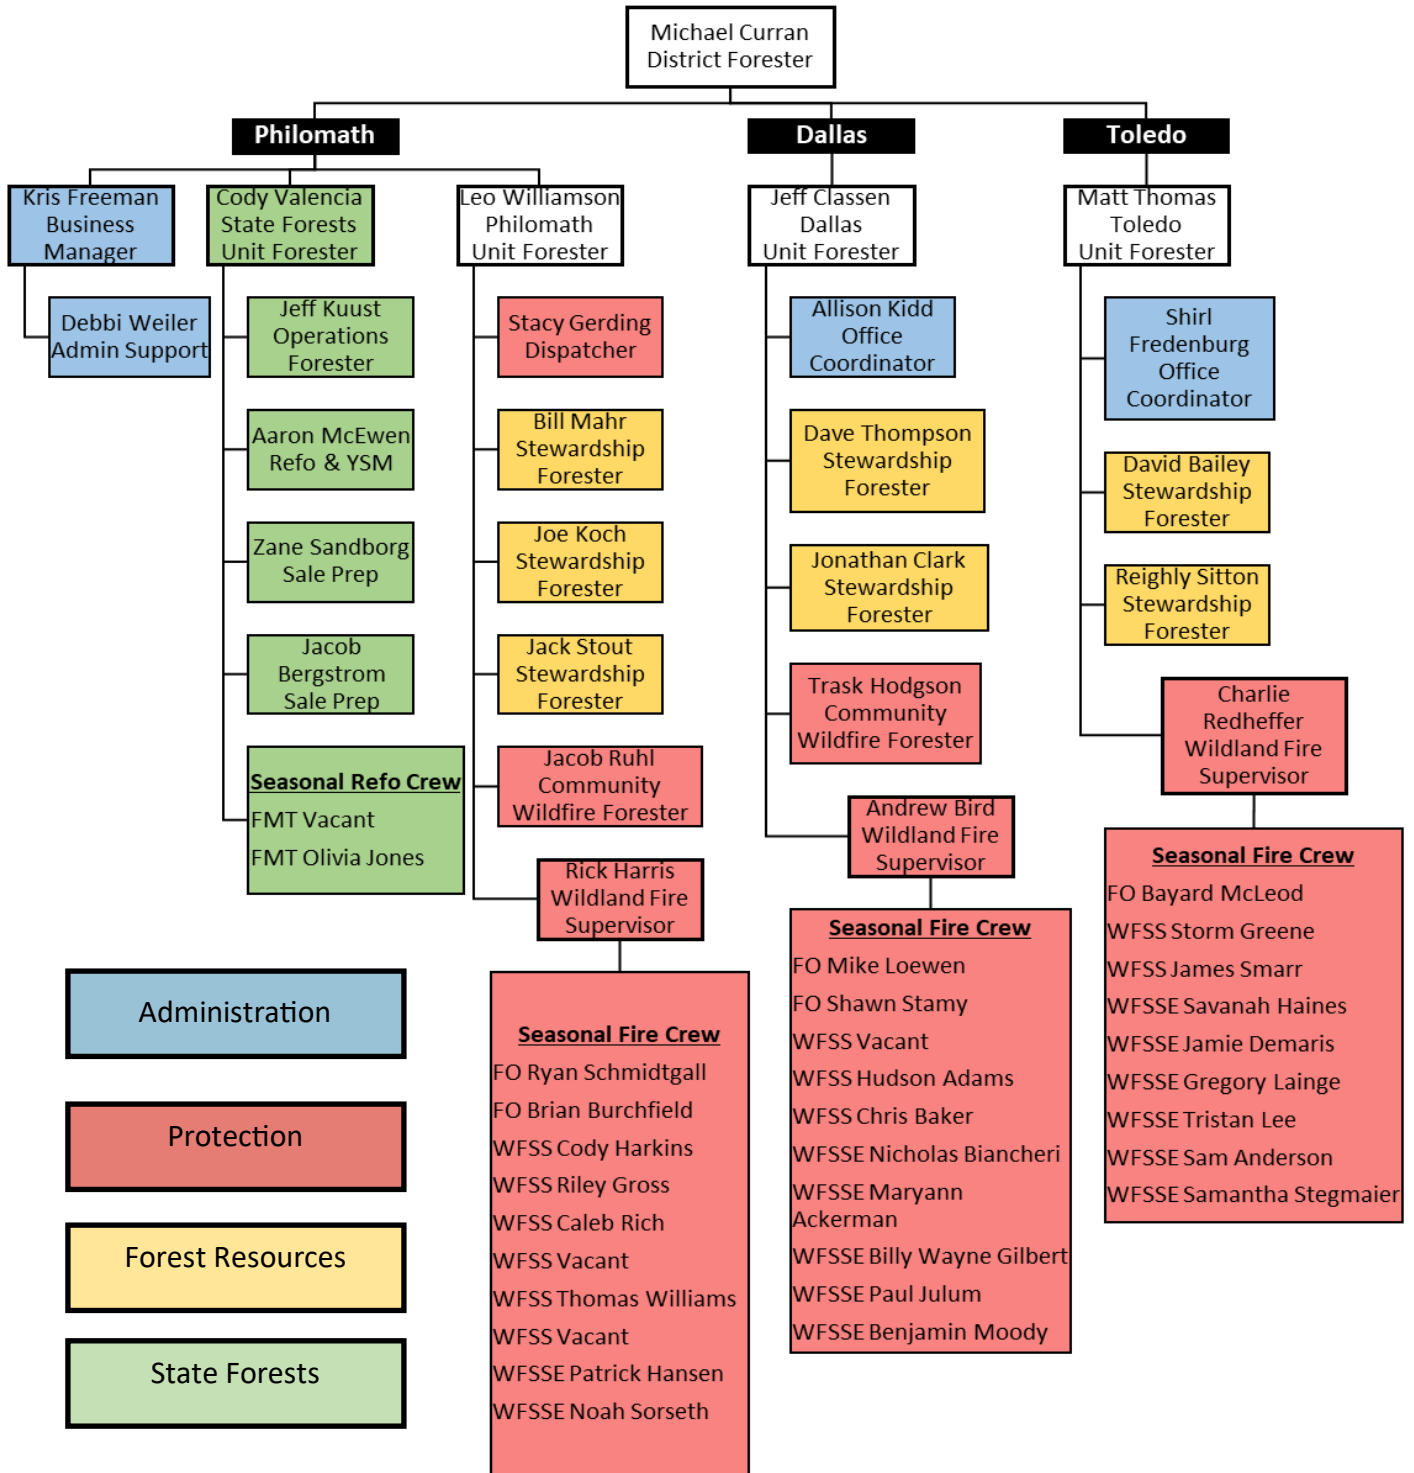 Michael Curran
District Forester
Philomath
Dallas
Toledo
Kris Freeman
Business
Manager
Cody Valencia
State Forests
Unit Forester
Leo Williamson
Philomath
Unit Forester
Jeff Classen
Dallas
Unit Forester
Matt Thomas
Toledo
Unit Forester
Debbi Weiler
Admin Support
Jeff Kuust
Operations
Forester
Aaron McEwen
Refo & YSM
Zane Sandborg
Sale Prep
Jacob
Bergstrom
Sale Prep
Seasonal Refo Crew
FMT Vacant
FMT Olivia Jones
Stacy Gerding
Dispatcher
Bill Mahr
Stewardship
Forester
Joe Koch
Stewardship
Forester
Jack Stout
Stewardship
Forester
Jacob Ruhl
Community
Wildfire Forester
Rick Harris
Wildland Fire
Supervisor
Seasonal Fire Crew
FO Ryan Schmidtgall
FO Brian Burchfield
WFSS Cody Harkins
WFSS Riley Gross
WFSS Caleb Rich
WFSS Vacant
WFSS Thomas Williams
WFSS Vacant
WFSSE Patrick Hansen
WFSSE Noah Sorseth
Allison Kidd
Office
Coordinator
Dave Thompson
Stewardship
Forester
Jonathan Clark
Stewardship
Forester
Trask Hodgson
Community
Wildfire Forester
Andrew Bird
Wildland Fire
Supervisor
Seasonal Fire Crew
FO Mike Loewen
FO Shawn Stamy
WFSS Vacant
WFSS Hudson Adams
WFSS Chris Baker
WFSSE Nicholas Biancheri
WFSSE Maryann
Ackerman
WFSSE Billy Wayne Gilbert
WFSSE Paul Julum
WFSSE Benjamin Moody
Shirl
Fredenburg
Office
Coordinator
David Bailey
Stewardship
Forester
Reighly Sitton
Stewardship
Forester
Charlie
Redheffer
Wildland Fire
Supervisor
Seasonal Fire Crew
FO Bayard McLeod
WFSS Storm Greene
WFSS James Smarr
WFSSE Savanah Haines
WFSSE Jamie Demaris
WFSSE Gregory Lainge
WFSSE Tristan Lee
WFSSE Sam Anderson
WFSSE Samantha Stegmaier
Administration
Protection
Forest Resources
State Forests